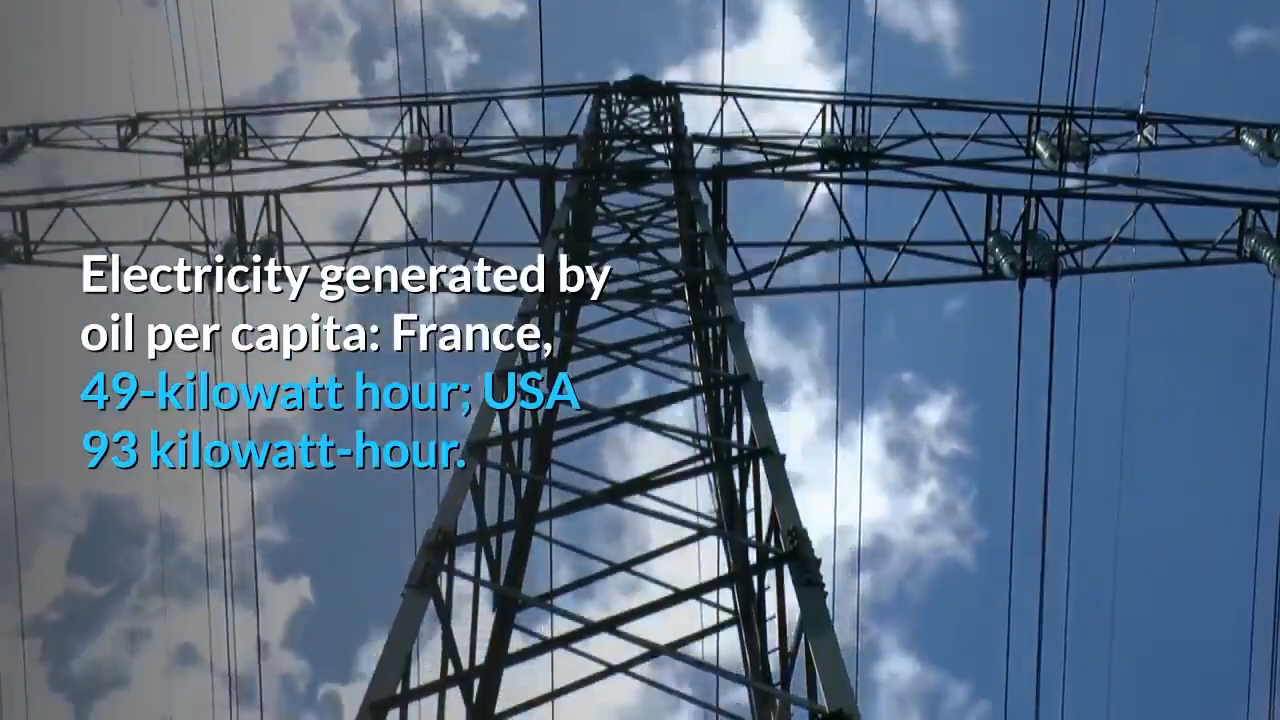 Electricity generated by
oil per capita: France,
49-kilowatt hour; USA
93 kilowatt-hour.